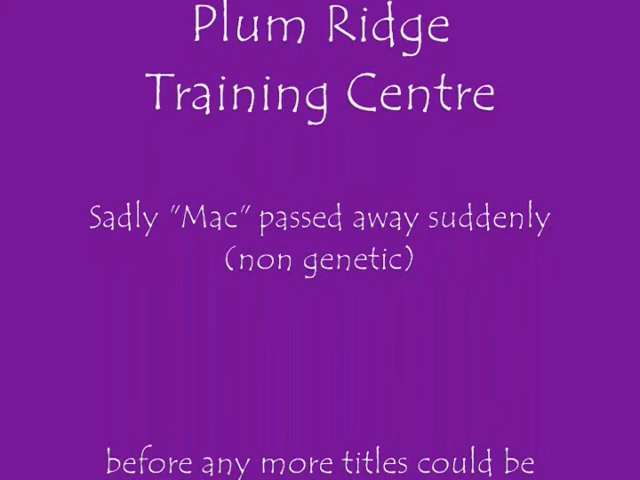 Plum Ridge
Training Centre
Sadly "Mac" passed away suddenly
(non genetic)
before any more titles could be